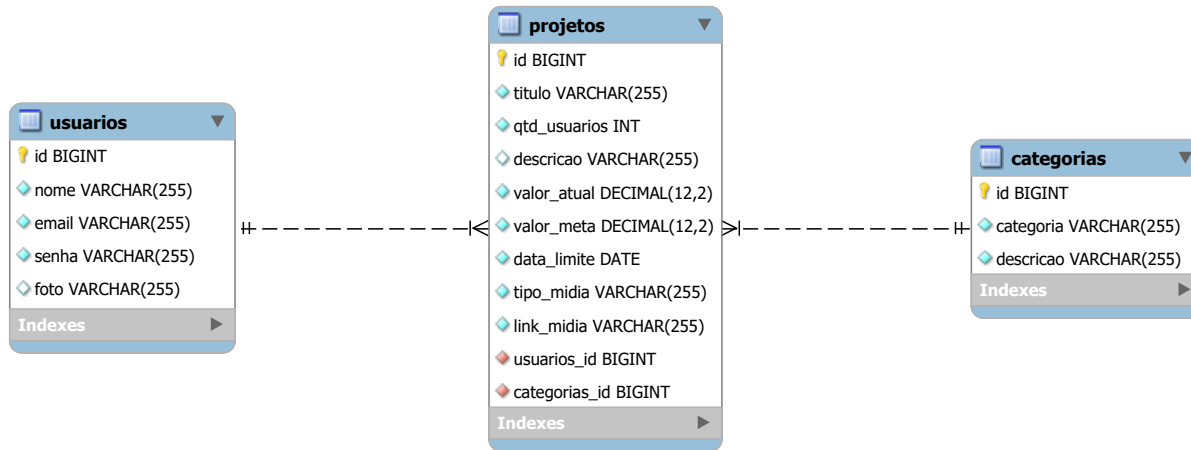 usuarios
id BIGINT
nome VARCHAR(255)
email VARCHAR(255)
senha VARCHAR(255)
foto VARCHAR(255)
Indexes
projetos
id BIGINT
titulo VARCHAR(255)
qtd_usuarios INT
descricao VARCHAR(255)
valor_atual DECIMAL(12,2)
valor_meta DECIMAL(12,2)
data_limite DATE
tipo_midia VARCHAR(255)
link_midia VARCHAR(255)
usuarios_id BIGINT
categorias_id BIGINT
Indexes
categorias
id BIGINT
categoria VARCHAR(255)
descricao VARCHAR(255)
Indexes